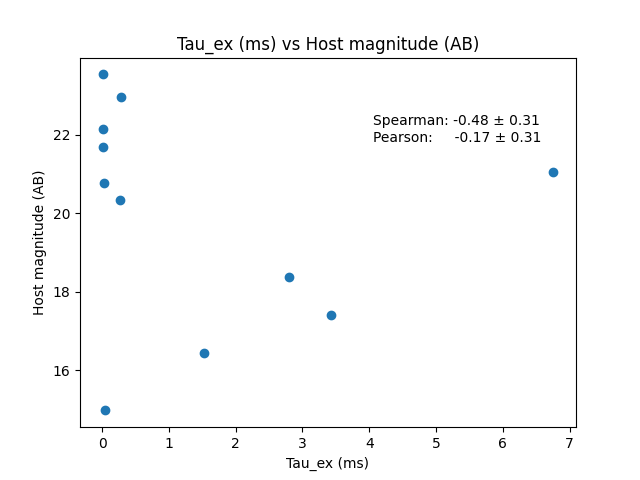 Tau_ex (ms) vs Host magnitude (AB)
Spearman: -0.48 ± 0.31
Pearson: -0.17 ± 0.31
Host magnitude (AB)
22
20
18
16
0 1 2 3 4 5 6 7
Tau_ex (ms)